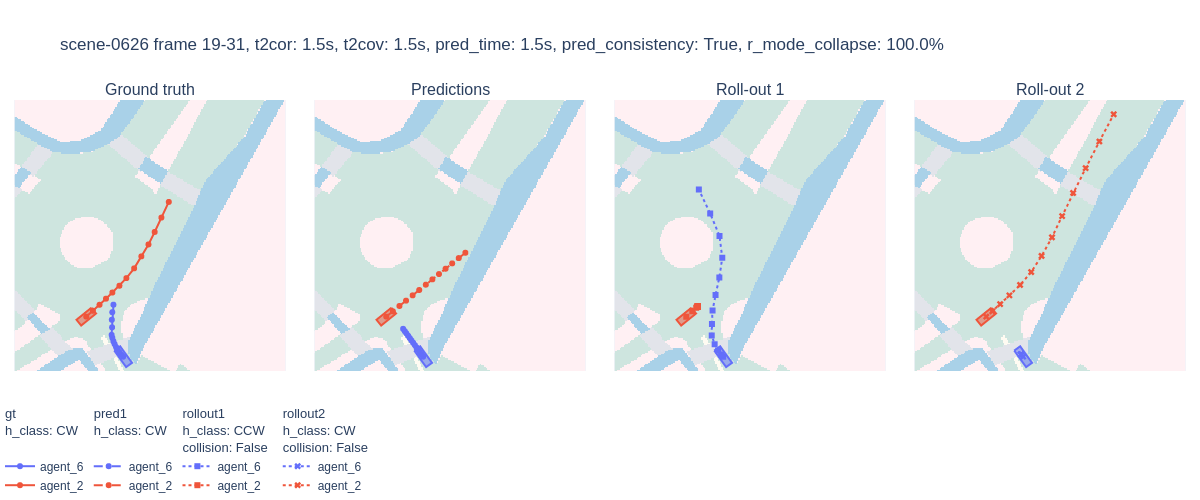 scene-0626 frame 19-31, t2cor: 1.5s, t2cov: 1.5s, pred_time: 1.5s, pred_consistency: True, r_mode_collapse: 100.0%
Ground truth
Predictions
Roll-out 1
Roll-out 2
gt
h_class: CW
agent_6
agent_2
pred1
h_class: CW
agent_6
agent_2
rollout1
h_class: CCW
collision: False
agent_6
agent_2
rollout2
h_class: CW
collision: False
agent_6
agent_2